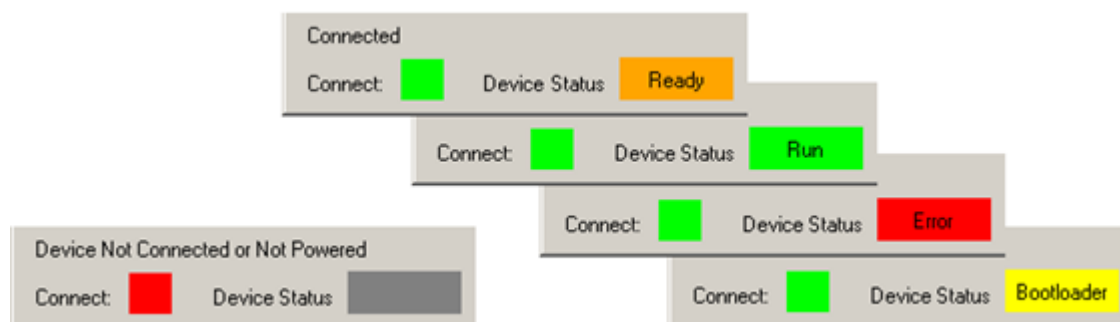 Connected
Connect: Device Status Ready
Connect: Device Status Run
Connect: Device Status Error
Device Not Connected or Not Powered
Connect: Device Status
Connect: Device Status Bootloader